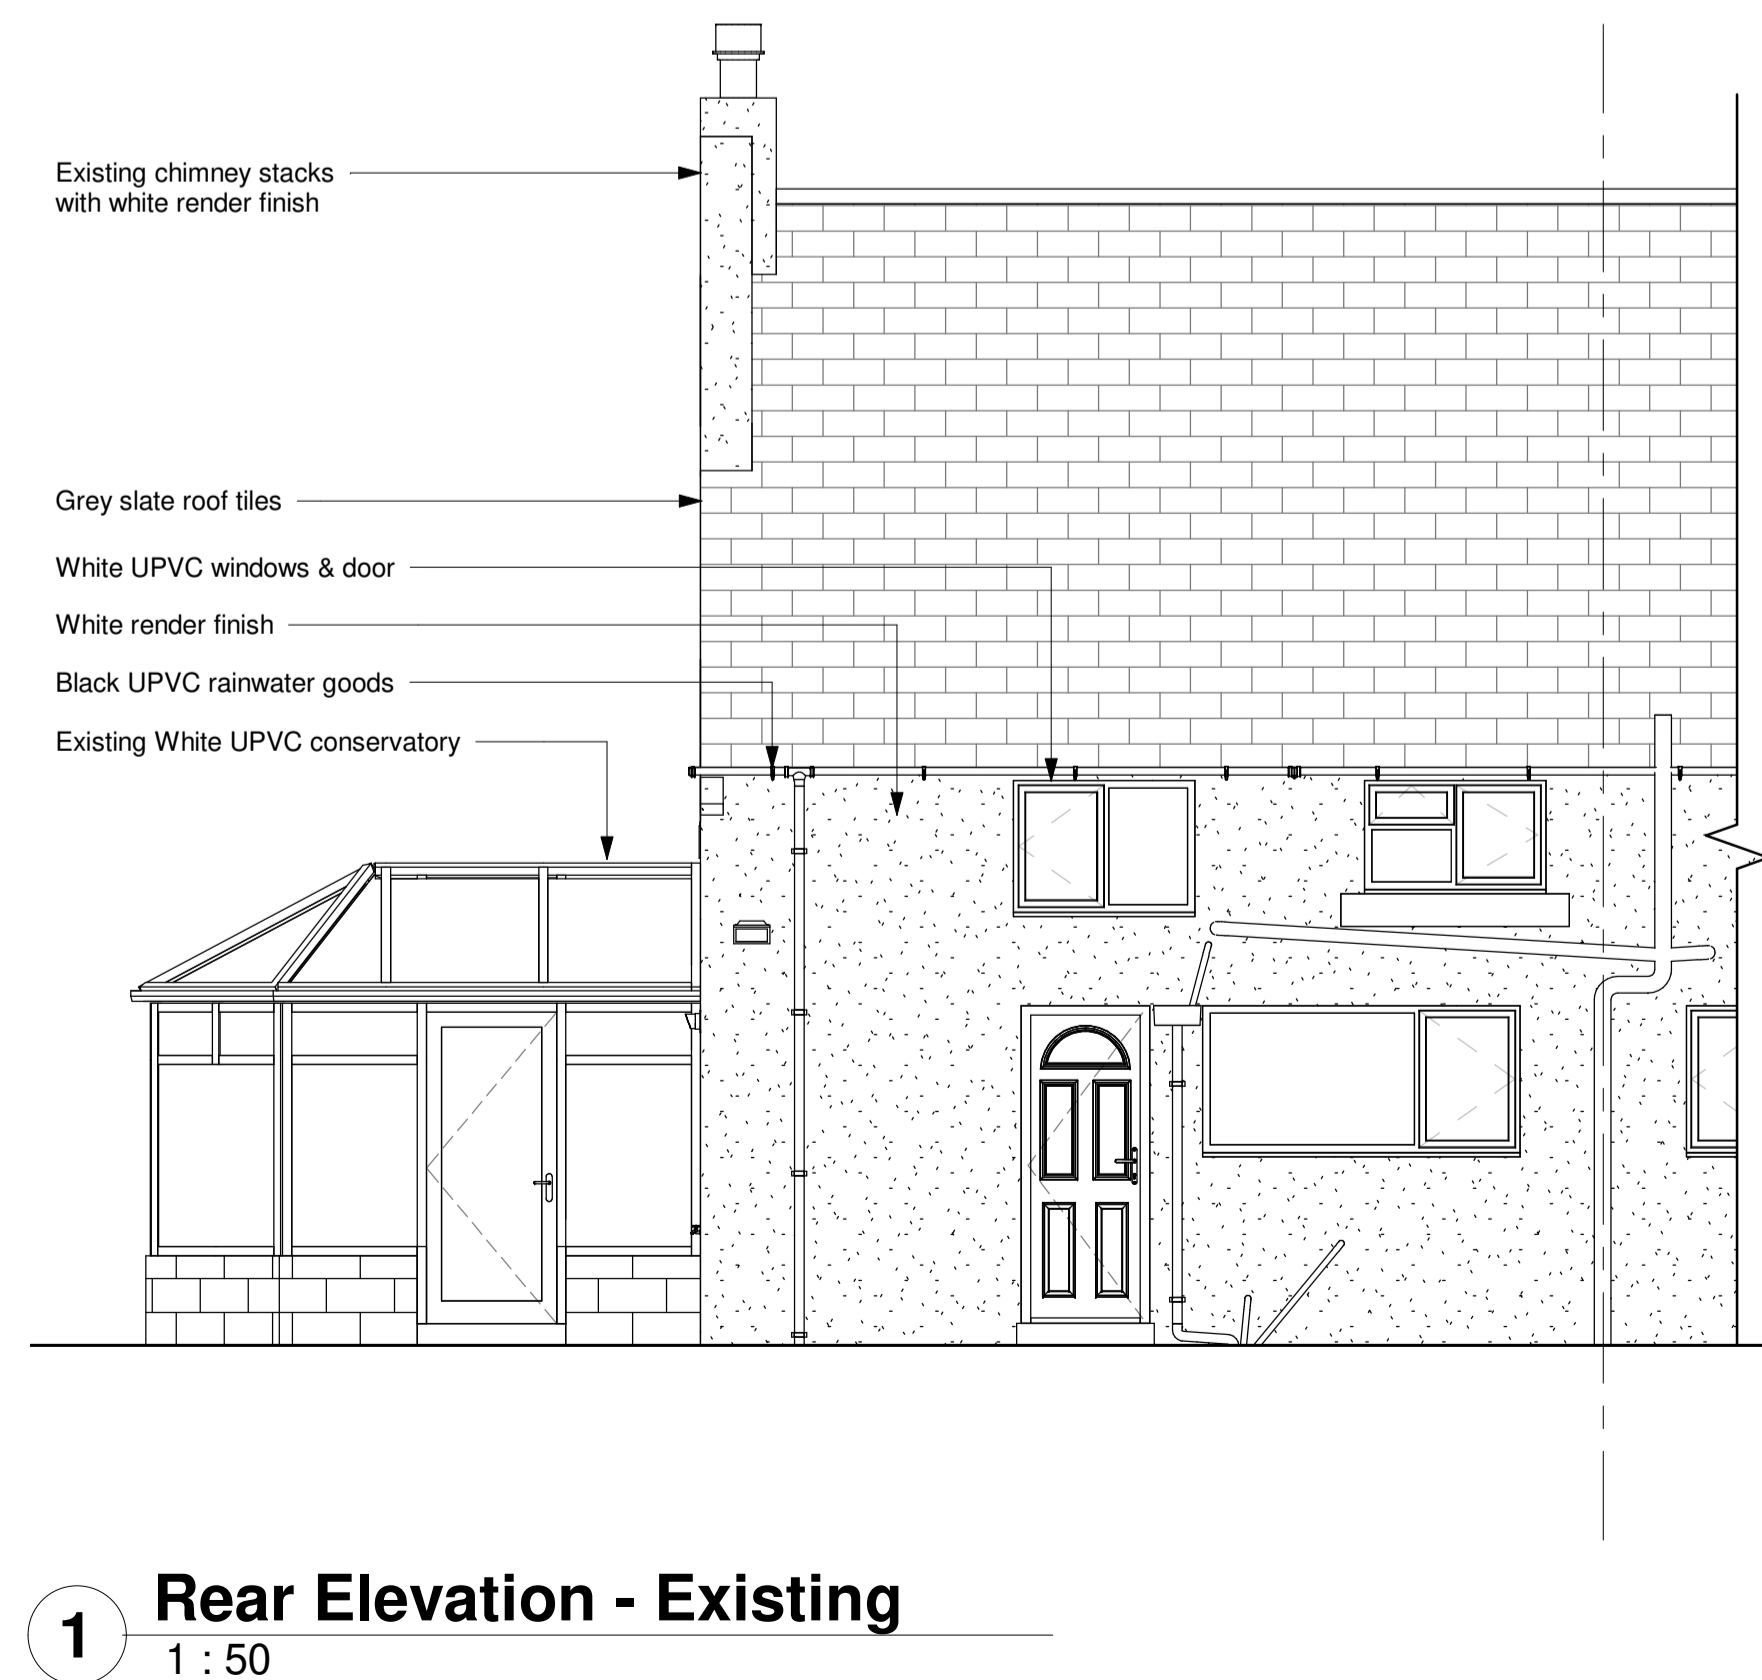 Existing chimney stacks
with white render finish
Grey slate roof tiles
White UPVC windows & door
White render finish
Black UPVC rainwater goods
Existing White UPVC conservatory
1
Rear Elevation - Existing
1 : 50